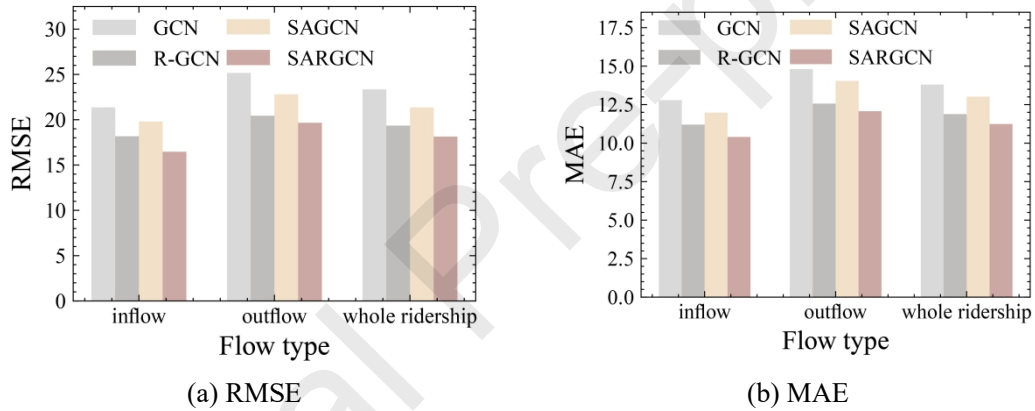 30
25
20
15
10
5
0
RMSE
GCN
SAGCN
R-GCN
SARGCN
inflow
outflow
whole ridership
Flow type
(a) RMSE
17.5
15.0
12.5
10.0
7.5
5.0
2.5
0.0
MAE
GCN
SAGCN
R-GCN
SARGCN
inflow
outflow
whole ridership
Flow type
(b) MAE